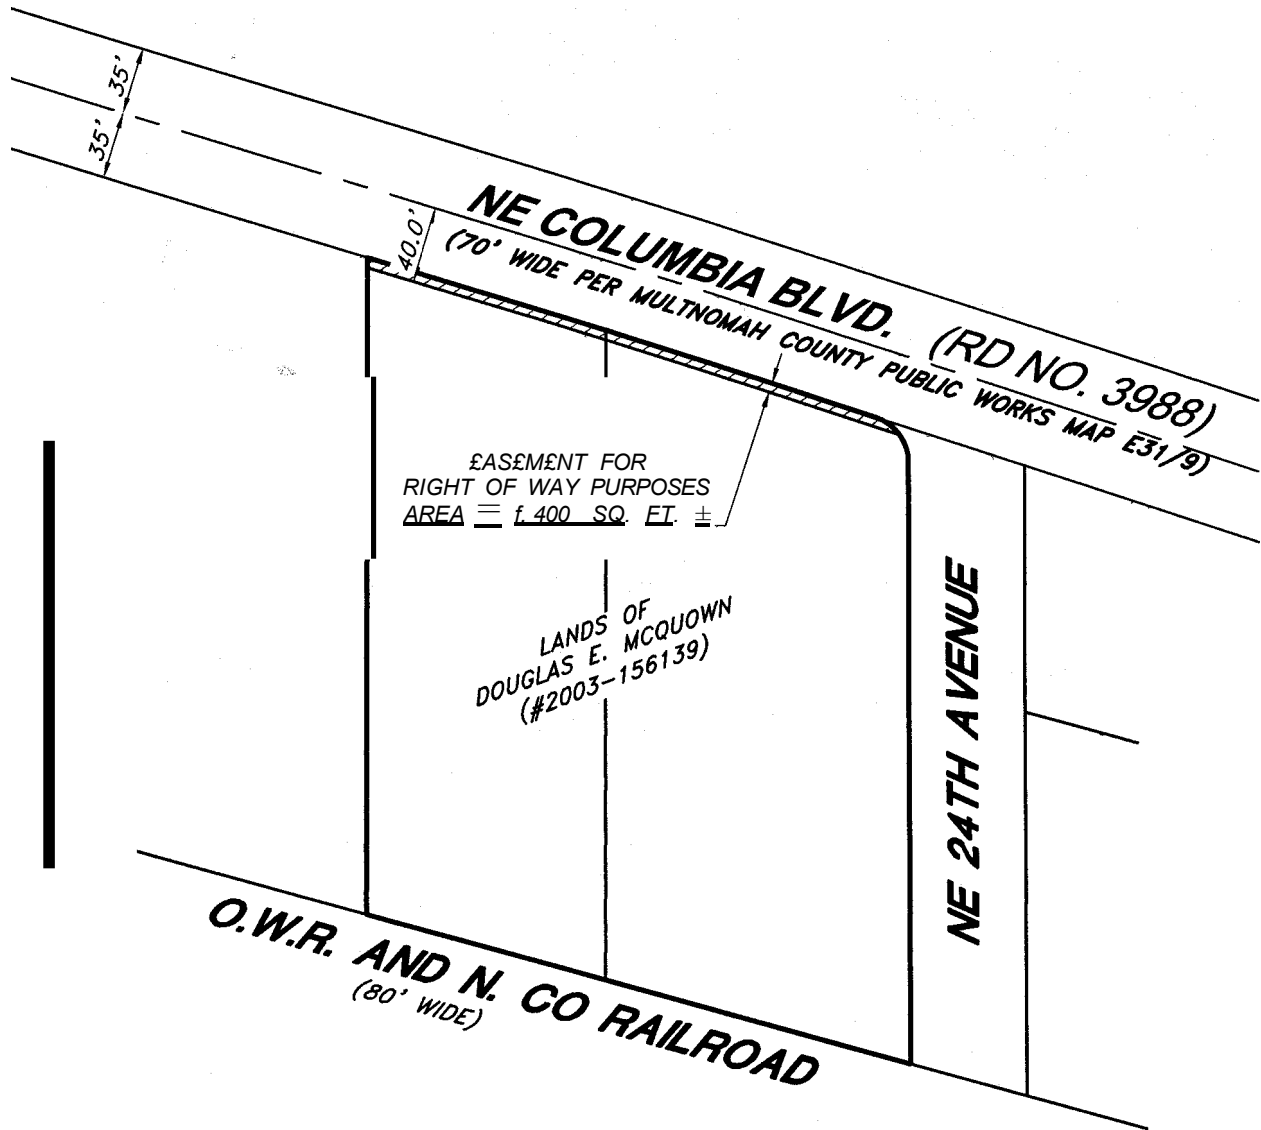 35'
35'
40.0'
NE COLUMBIA BLVD. (RD NO. 3988)
(70' WIDE PER MULTNOMAH COUNTY PUBLIC WORKS MAP E31/9)
£AS£M£NT FOR
RIGHT OF WAY PURPOSES
AREA = f. 400 SQ. FT. ±
LANDS OF
DOUGLAS E. MCQUOWN
(#2003-156139)
NE 24TH AVENUE
O.W.R. AND N. CO RAILROAD
(80' WIDE)